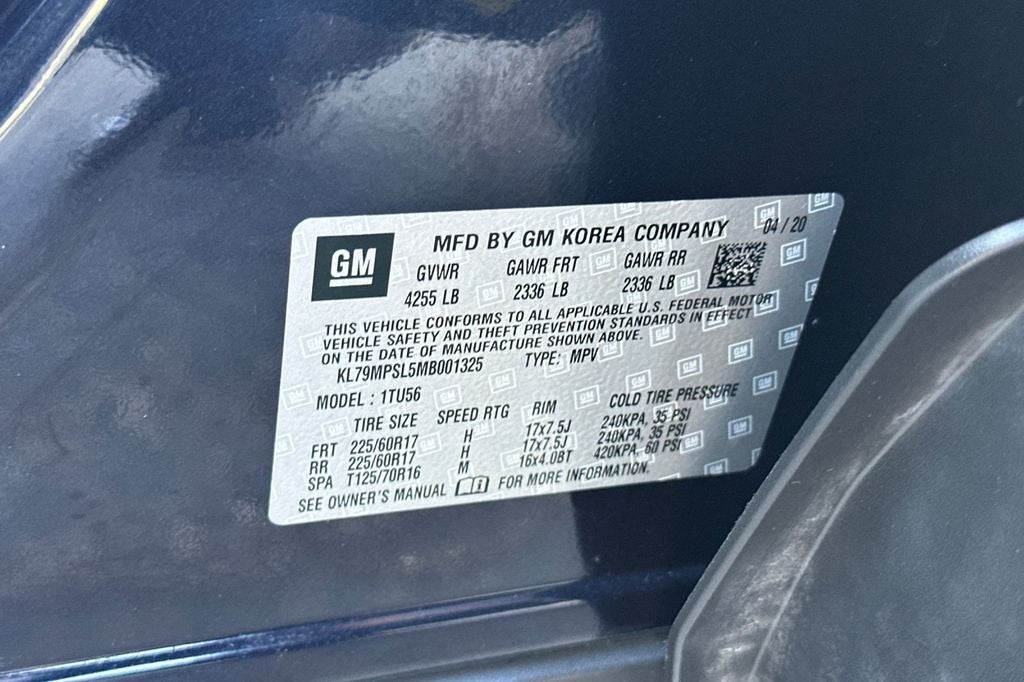 GM
MFD BY GM KOREA COMPANY 04 / 20
GVWR GAWR FRT GAWR RR
4255 LB 2336 LB 2336 LB
THIS VEHICLE CONFORMS TO ALL APPLICABLE U.S. FEDERAL MOTOR
VEHICLE SAFETY AND THEFT PREVENTION STANDARDS IN EFFECT
ON THE DATE OF MANUFACTURE SHOWN ABOVE.
KL79MPSL5MB001325 TYPE: MPV
MODEL : 1TU56
TIRE SIZE SPEED RTG RIM COLD TIRE PRESSURE
FRT 225/60R17 H 17x7.5J 240KPA, 35 PSI
RR 225/60R17 H 17x7.5J 240KPA, 35 PSI
SPA T125/70R16 M 16x4.0BT 420KPA, 60 PSI
SEE OWNER'S MANUAL FOR MORE INFORMATION.